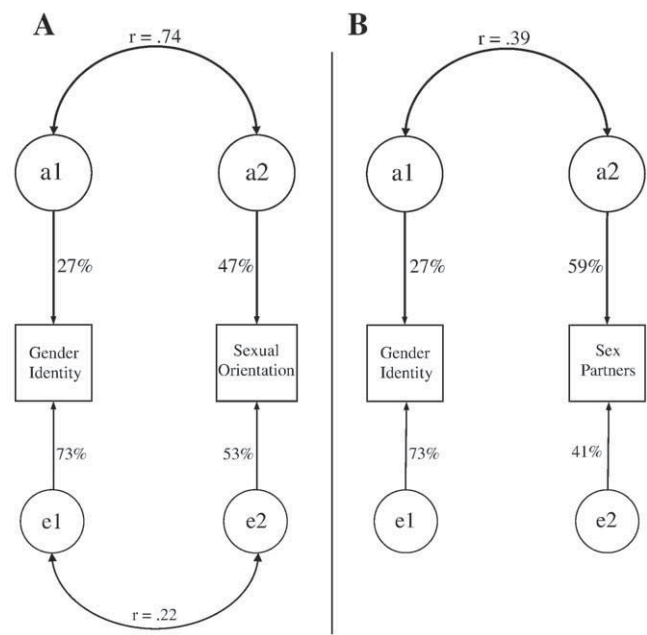 A
r = .74
a1
a2
27%
47%
Gender
Identity
Sexual
Orientation
73%
53%
e1
e2
r = .22
B
r = .39
a1
a2
27%
59%
Gender
Identity
Sex
Partners
73%
41%
e1
e2